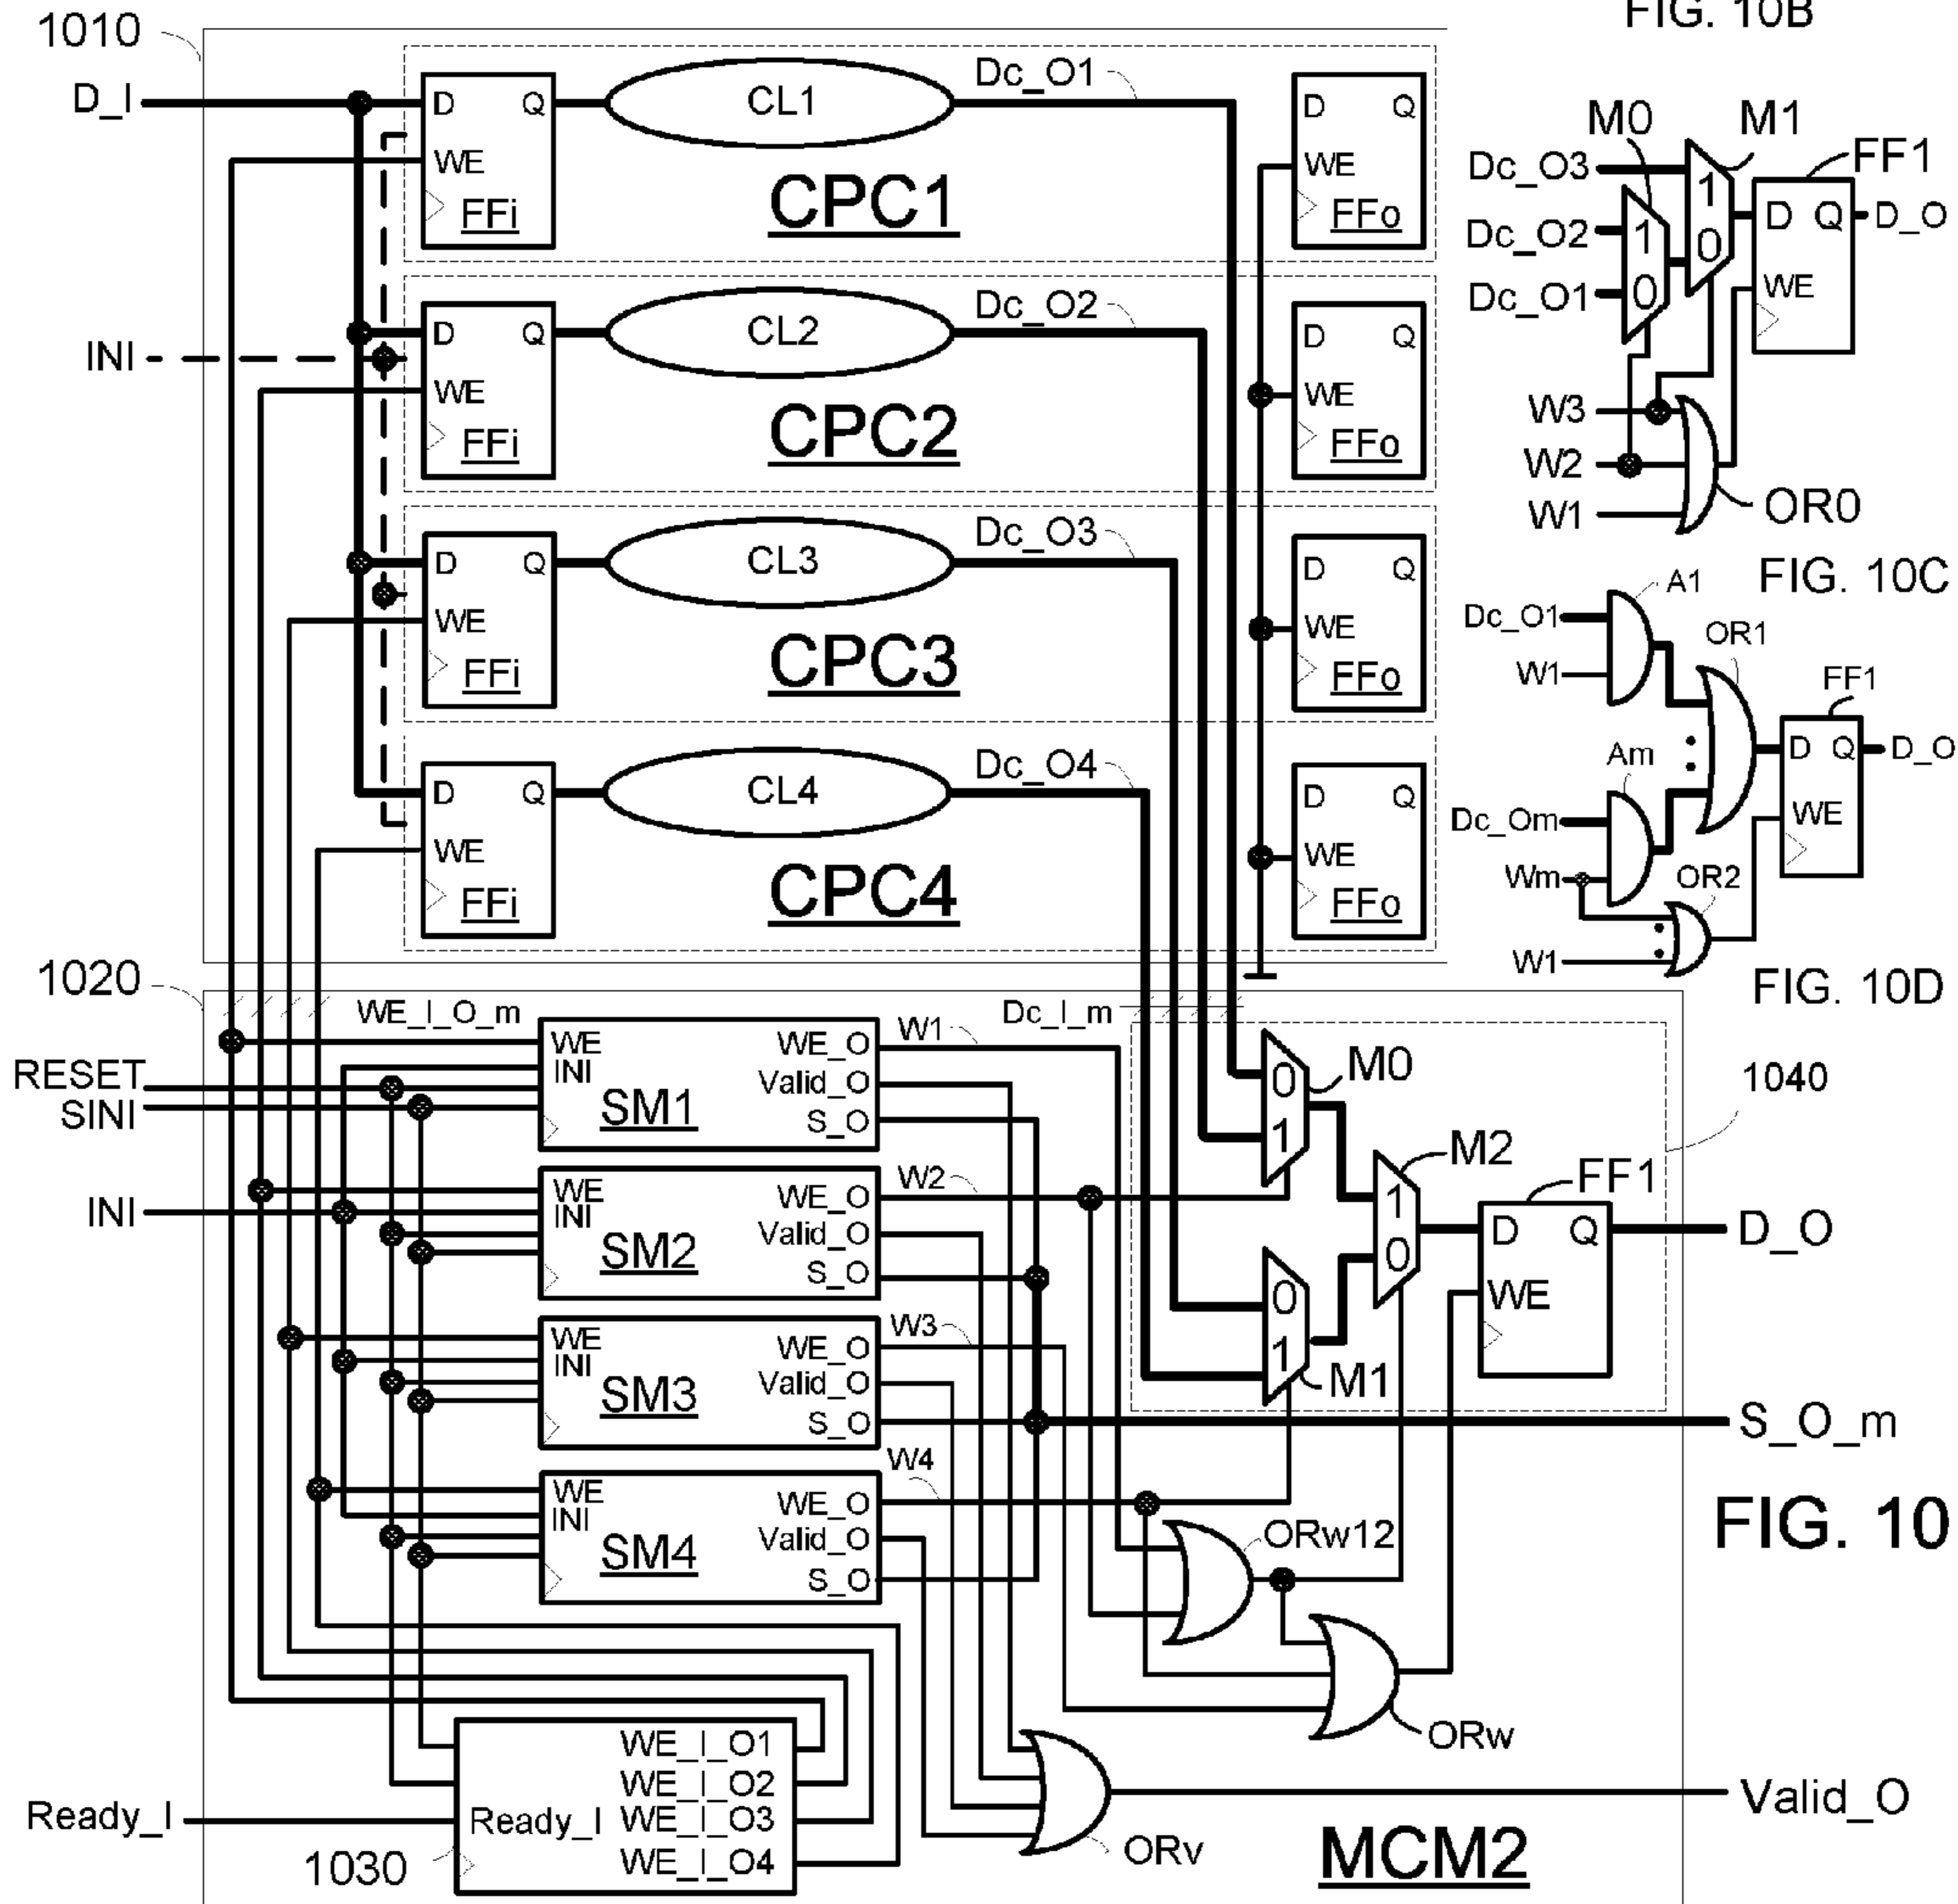 FIG. 10B
1010
D_I
D Q
WE
FFi
CL1
Dc_O1
CPC1
D Q
WE
FFo
INI
D Q
WE
FFi
CL2
Dc_O2
CPC2
D Q
WE
FFo
D Q
WE
FFi
CL3
Dc_O3
CPC3
D Q
WE
FFo
D Q
WE
FFi
CL4
Dc_O4
CPC4
D Q
WE
FFo
M0
M1
FF1
Dc_O3
Dc_O2
Dc_O1
1
0
1
0
D Q
WE
D_O
W3
W2
W1
OR0
FIG. 10C
A1
Dc_O1
W1
OR1
FF1
D Q
WE
D_O
Am
Dc_Om
Wm
OR2
W1
FIG. 10D
1020
WE_I_O_m
Dc_I_m
RESET
SINI
INI
WE
INI
SM1
WE_O
Valid_O
S_O
W1
WE
INI
SM2
WE_O
Valid_O
S_O
W2
WE
INI
SM3
WE_O
Valid_O
S_O
W3
WE
INI
SM4
WE_O
Valid_O
S_O
W4
0
1
M0
0
1
M1
M2
1
0
FF1
D Q
WE
1040
D_O
S_O_m
FIG. 10
ORw12
ORw
ORv
Valid_O
Ready_I
Ready_I
WE_I_O1
WE_I_O2
WE_I_O3
WE_I_O4
1030
MCM2